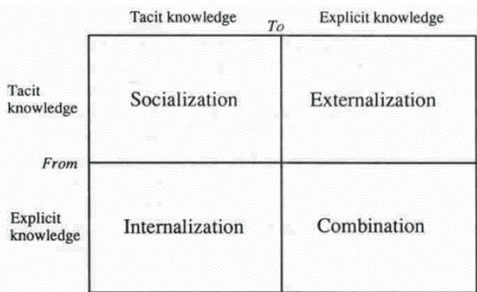 Tacit knowledge To Explicit knowledge
Tacit
knowledge
Socialization Externalization
From
Explicit
knowledge
Internalization Combination